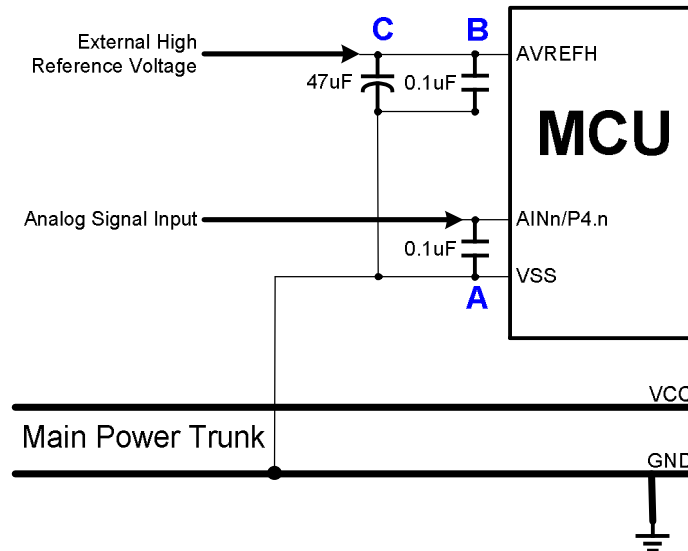 C
B
External High
Reference Voltage
AVREFH
47uF
0.1uF
MCU
Analog Signal Input
AINn/P4.n
0.1uF
VSS
A
VCC
Main Power Trunk
GND